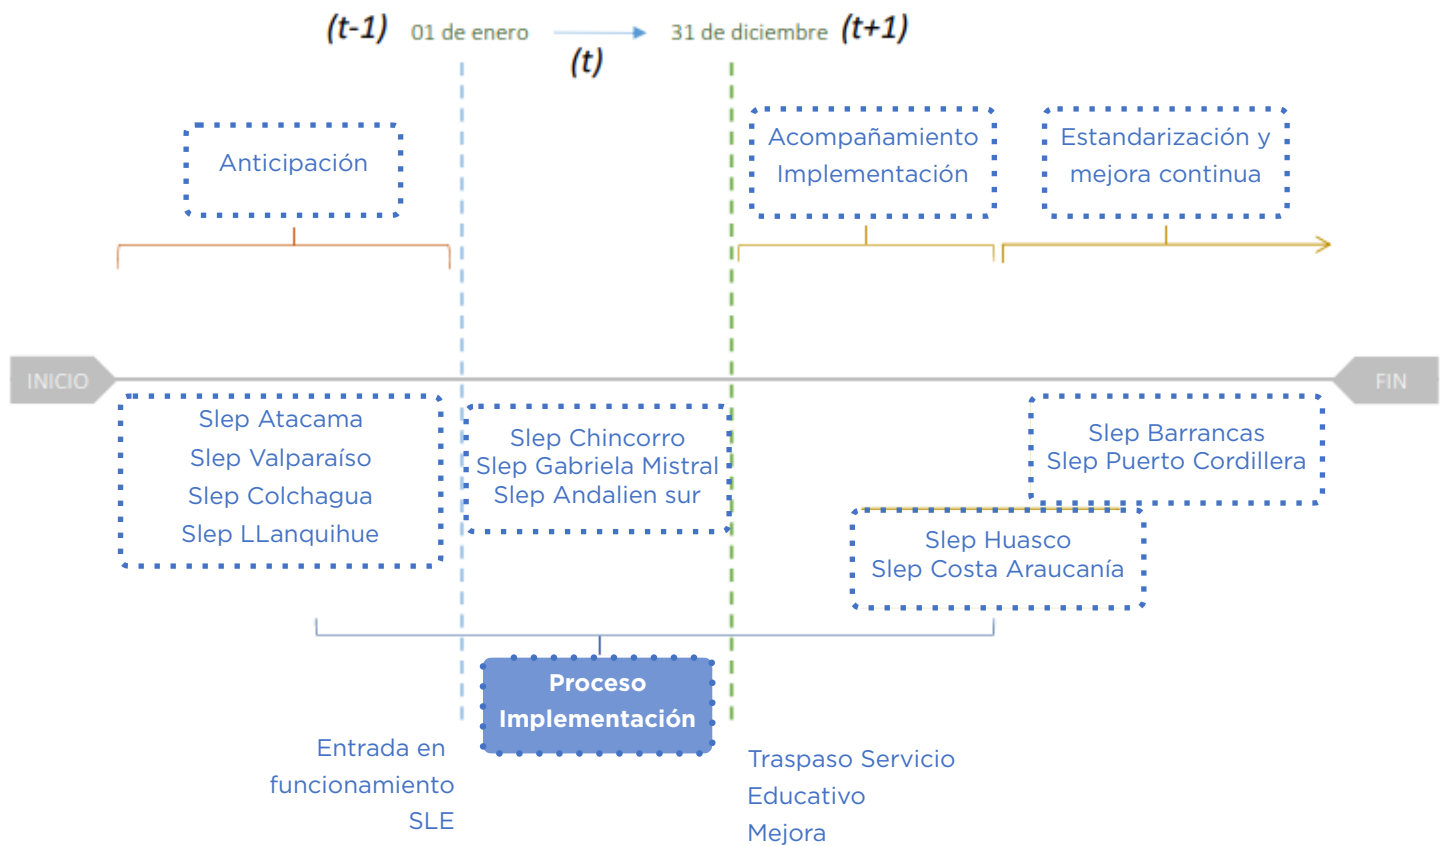 (t-1) 01 de enero 31 de diciembre (t+1)
(t)
Anticipación
Acompañamiento
Implementación
Estandarización y
mejora continua
INICIO
FIN
Slep Atacama
Slep Valparaíso
Slep Colchagua
Slep LLanquihue
Slep Chincorro
Slep Gabriela Mistral
Slep Andalien sur
Slep Barrancas
Slep Puerto Cordillera
Slep Huasco
Slep Costa Araucanía
Proceso
Implementación
Entrada en
funcionamiento
SLE
Traspaso Servicio
Educativo
Mejora